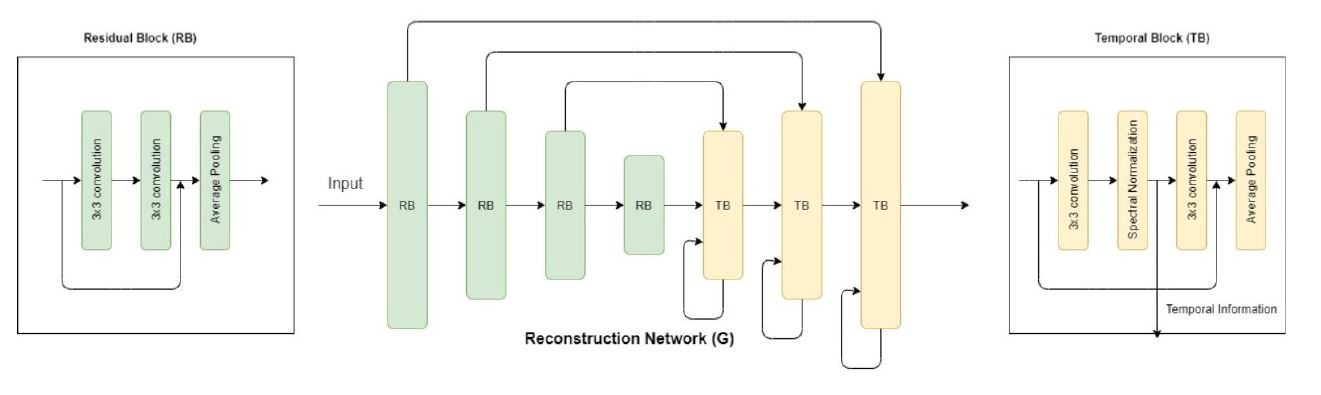 Residual Block (RB)
3x3 convolution
3x3 convolution
Average Pooling
Input
RB
RB
RB
RB
TB
TB
TB
Reconstruction Network (G)
Temporal Block (TB)
3x3 convolution
Spectral Normalization
3x3 convolution
Average Pooling
Temporal Information